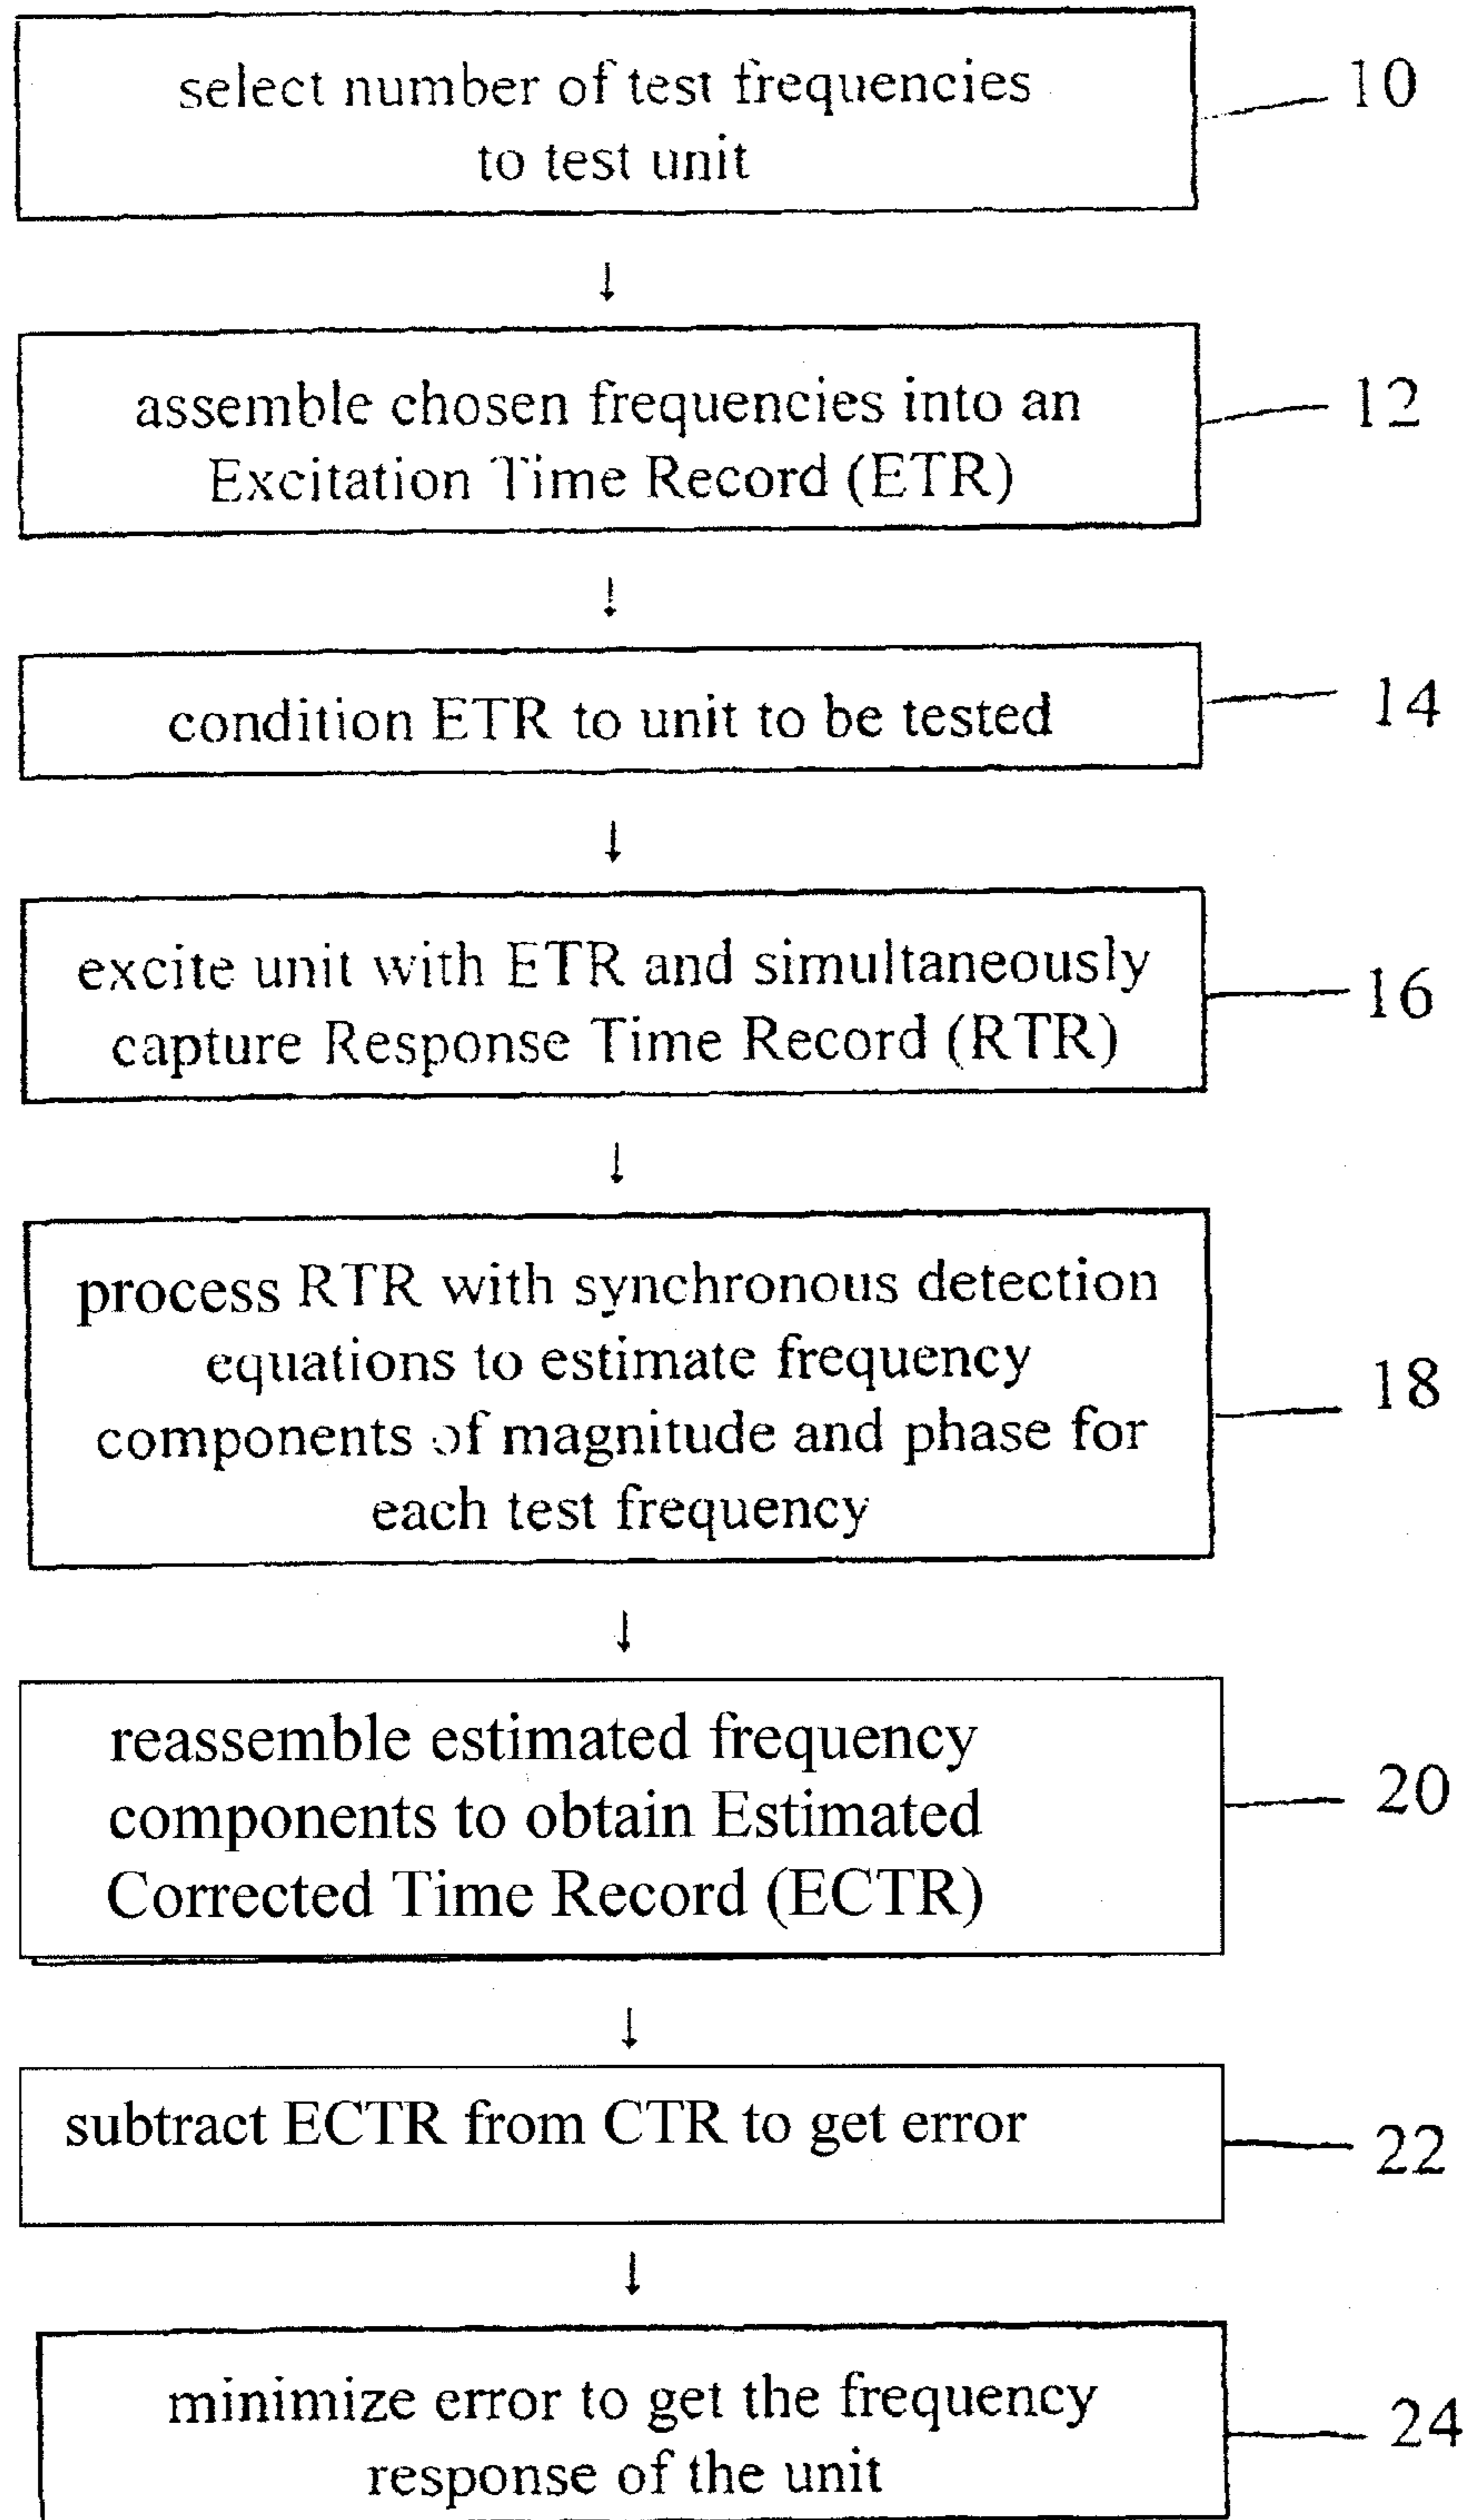 select number of test frequencies
to test unit
10
↓
assemble chosen frequencies into an
Excitation Time Record (ETR)
12
↓
condition ETR to unit to be tested
14
↓
excite unit with ETR and simultaneously
capture Response Time Record (RTR)
16
↓
process RTR with synchronous detection
equations to estimate frequency
components of magnitude and phase for
each test frequency
18
↓
reassemble estimated frequency
components to obtain Estimated
Corrected Time Record (ECTR)
20
↓
subtract ECTR from CTR to get error
22
↓
minimize error to get the frequency
response of the unit
24